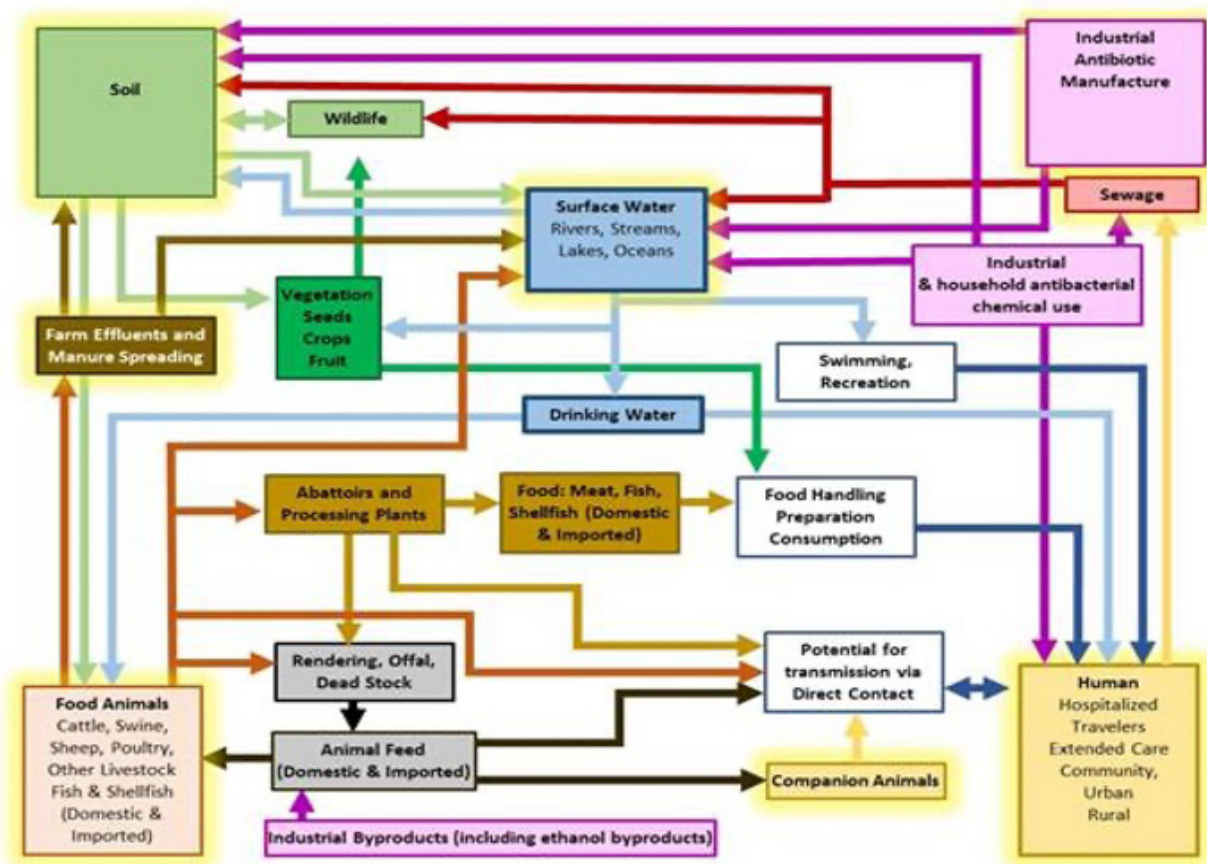 Soil
Industrial
Antibiotic
Manufacture
Wildlife
Sewage
Surface Water
Rivers, Streams,
Lakes, Oceans
Industrial
& household antibacterial
chemical use
Vegetation
Seeds
Crops
Fruit
Farm Effluents and
Manure Spreading
Swimming,
Recreation
Drinking Water
Abattoirs and
Processing Plants
Food: Meat, Fish,
Shellfish (Domestic
& Imported)
Food Handling
Preparation
Consumption
Rendering, Offal,
Dead Stock
Potential for
transmission via
Direct Contact
Food Animals
Cattle, Swine,
Sheep, Poultry,
Other Livestock
Fish & Shellfish
(Domestic &
Imported)
Human
Hospitalized
Travelers
Extended Care
Community,
Urban
Rural
Animal Feed
(Domestic & Imported)
Companion Animals
Industrial Byproducts (including ethanol byproducts)